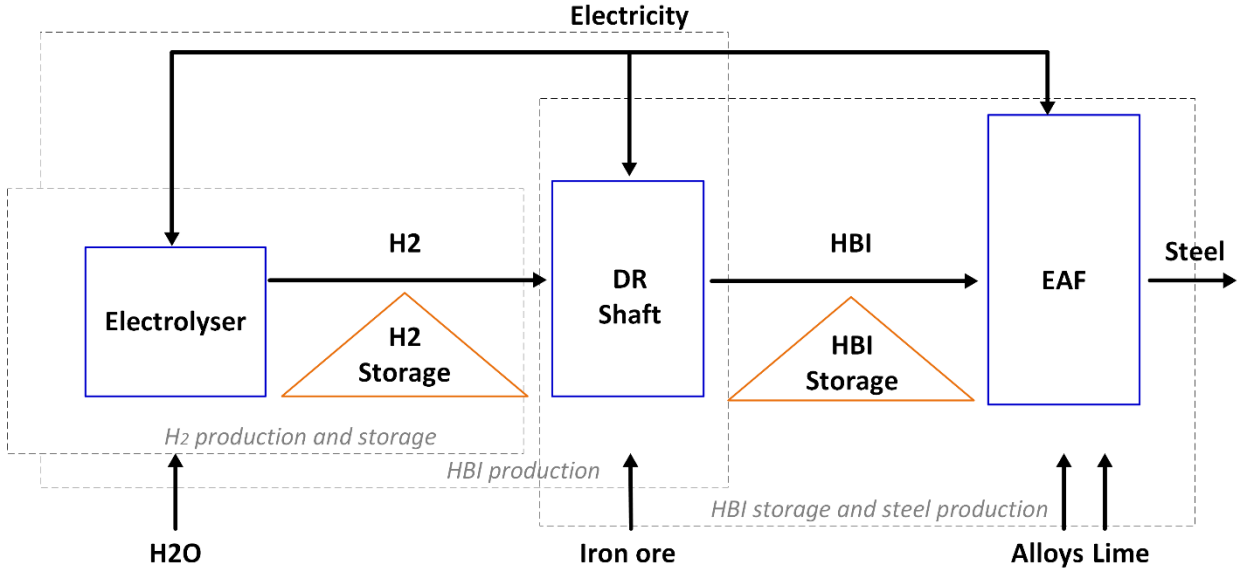 Electricity
H2
HBI
Steel
Electrolyser
DR
Shaft
EAF
H2
Storage
HBI
Storage
H2 production and storage
HBI production
HBI storage and steel production
H2O
Iron ore
Alloys Lime